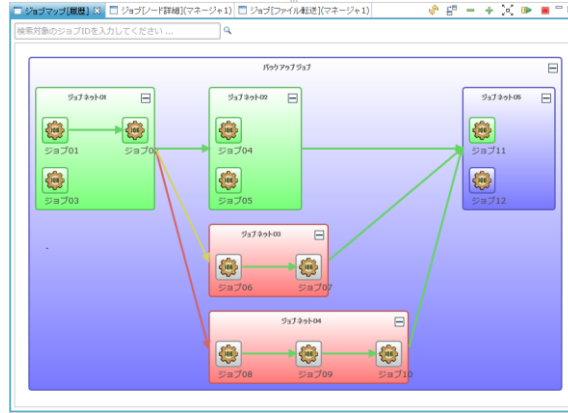 ジョブマップ[履歴]
ジョブ[ノード詳細](マネージャ1)
ジョブ[ファイル転送](マネージャ1)
検索対象のジョブIDを入力してください ...
バックアップジョブ
ジョブネット01
ジョブネット02
ジョブネット05
ジョブ01
ジョブ02
ジョブ04
ジョブ11
ジョブ03
ジョブ05
ジョブ12
ジョブネット03
ジョブ06
ジョブ07
ジョブネット04
ジョブ08
ジョブ09
ジョブ10